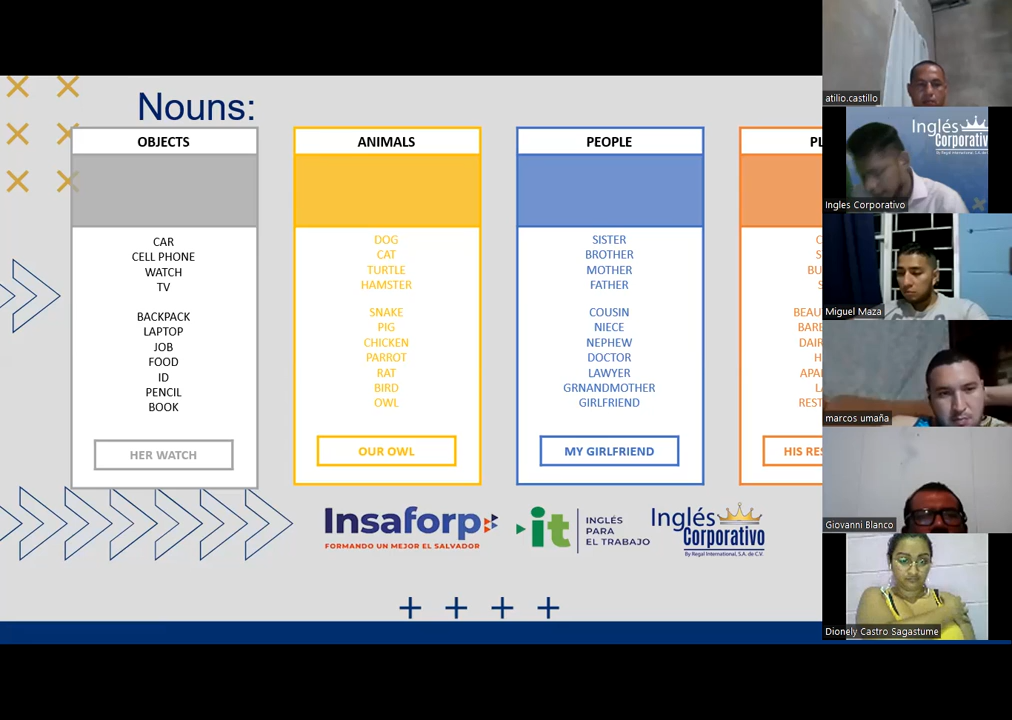 Nouns:
OBJECTS
CAR
CELL PHONE
WATCH
TV
BACKPACK
LAPTOP
JOB
FOOD
ID
PENCIL
BOOK
HER WATCH
ANIMALS
DOG
CAT
TURTLE
HAMSTER
SNAKE
PIG
CHICKEN
PARROT
RAT
BIRD
OWL
OUR OWL
PEOPLE
SISTER
BROTHER
MOTHER
FATHER
COUSIN
NIECE
NEPHEW
DOCTOR
LAWYER
GRNANDMOTHER
GIRLFRIEND
MY GIRLFRIEND
HIS
Insaforp
FORMANDO UN MEJOR EL SALVADOR
it
INGLÉS
PARA
EL TRABAJO
Inglés
Corporativo
By Regal International, S.A. de C.V.
atilio.castillo
Inglés
Corporativ
Ingles Corporativo
Miguel Maza
marcos umaña
Giovanni Blanco
Dionely Castro Sagastume